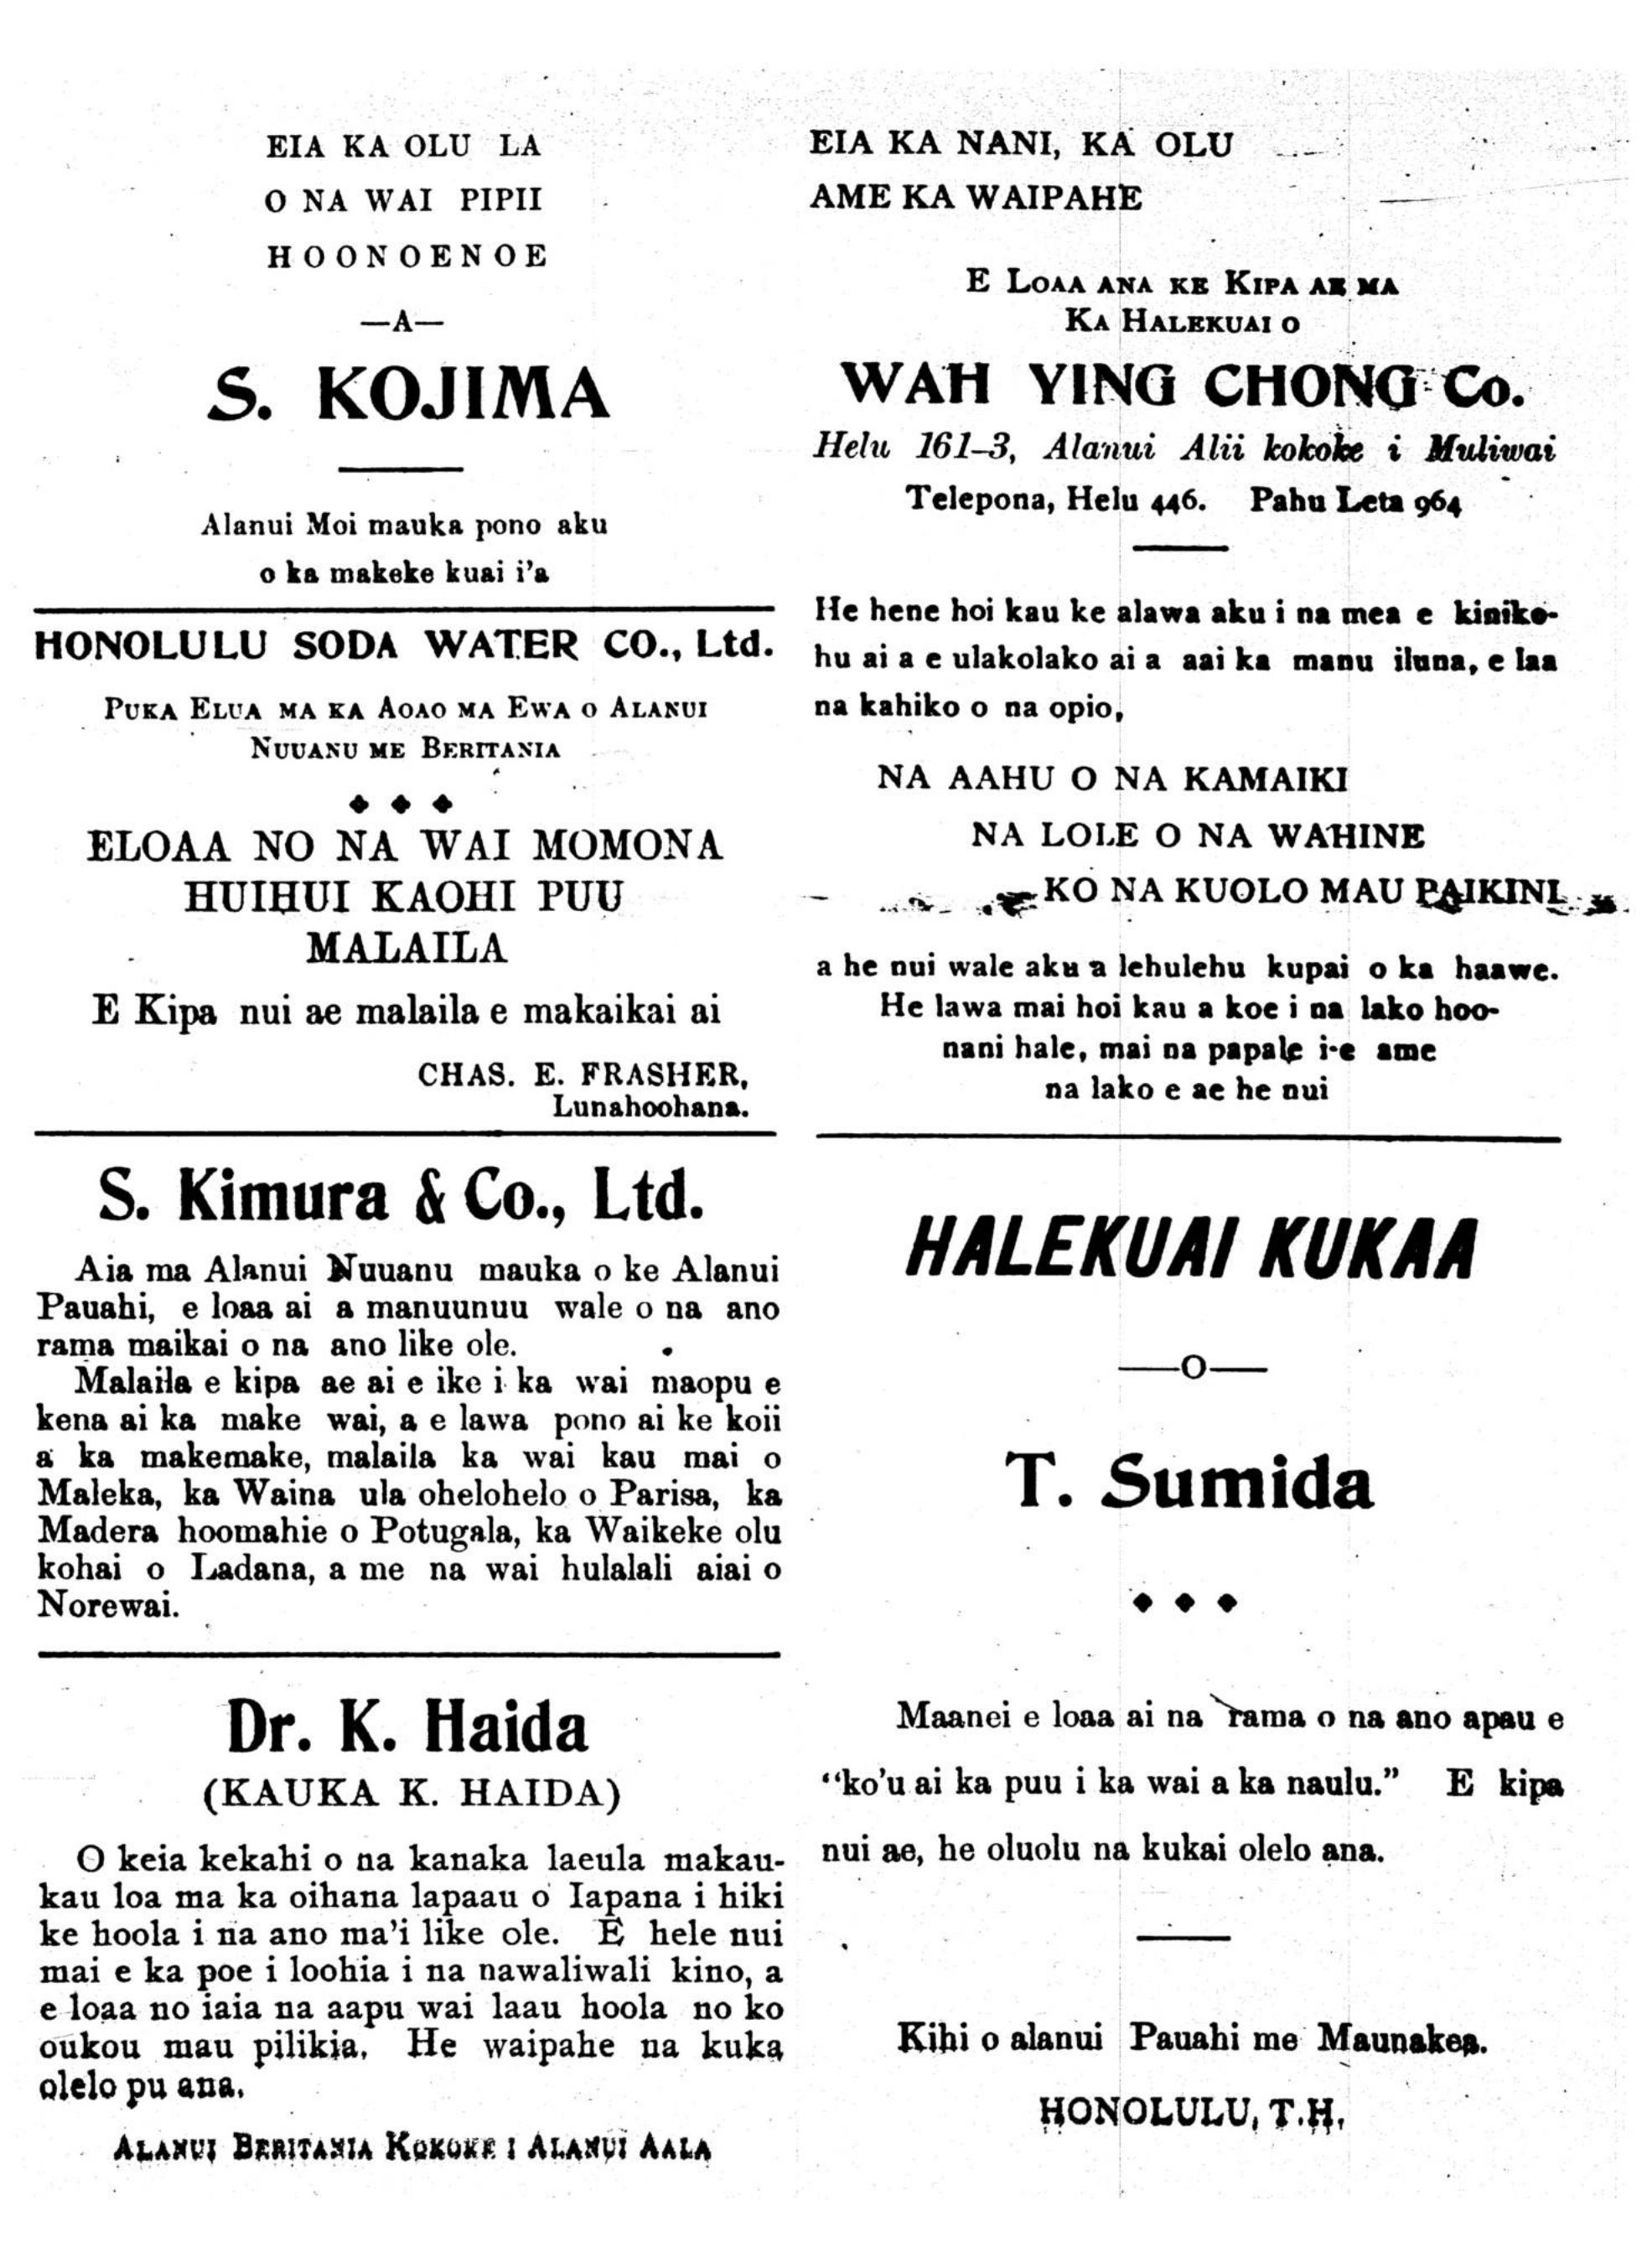 EIA KA OLU LA
O NA WAI PIPII
HOONOENOE
—A—
S. KOJIMA
Alanui Moi mauka pono aku
o ka makeke kuai i'a
HONOLULU SODA WATER CO., Ltd.
PUKA ELUA MA KA AOAO MA EWA O ALANUI
NUUANU ME BERITANIA
ELOAA NO NA WAI MOMONA
HUIHUI KAOHI PUU
MALAILA
E Kipa nui ae malaila e makaikai ai
CHAS. E. FRASHER,
Lunahoohana.
S. Kimura & Co., Ltd.
Aia ma Alanui Nuuanu mauka o ke Alanui
Pauahi, e loaa ai a manuunuu wale o na ano
rama maikai o na ano like ole.
Malaila e kipa ae ai e ike i ka wai maopu e
kena ai ka make wai, a e lawa pono ai ke koii
a ka makemake, malaila ka wai kau mai o
Maleka, ka Waina ula ohelohelo o Parisa, ka
Madera hoomahie o Potugala, ka Waikeke olu
kohai o Ladana, a me na wai hulalali aiai o
Norewai.
Dr. K. Haida
(KAUKA K. HAIDA)
O keia kekahi o na kanaka laeula makau-
kau loa ma ka oihana lapaau o Iapana i hiki
ke hoola i na ano ma'i like ole. E hele nui
mai e ka poe i loohia i na nawaliwali kino, a
e loaa no iaia na aapu wai laau hoola no ko
oukou mau pilikia. He waipahe na kuka
olelo pu ana.
ALANUI BERITANIA KOKOKE I ALANUI AALA
EIA KA NANI, KA OLU
AME KA WAIPAHE
E LOAA ANA KE KIPA AE MA
KA HALEKUAI O
WAH YING CHONG Co.
Helu 161-3, Alanui Alii kokoke i Muliwai
Telepona, Helu 446. Pahu Leta 964
He hene hoi kau ke alawa aku i na mea e kiniko-
hu ai a e ulakolako ai a aai ka manu iluna, e laa
na kahiko o na opio,
NA AAHU O NA KAMAIKI
NA LOLE O NA WAHINE
KO NA KUOLO MAU PAIKINI
a he nui wale aku a lehulehu kupai o ka haawe.
He lawa mai hoi kau a koe i na lako hoo-
nani hale, mai na papale i-e ame
na lako e ae he nui
HALEKUAI KUKAA
—O—
T. Sumida
Maanei e loaa ai na rama o na ano apau e
"ko'u ai ka puu i ka wai a ka naulu." E kipa
nui ae, he oluolu na kukai olelo ana.
Kihi o alanui Pauahi me Maunakea.
HONOLULU, T.H.